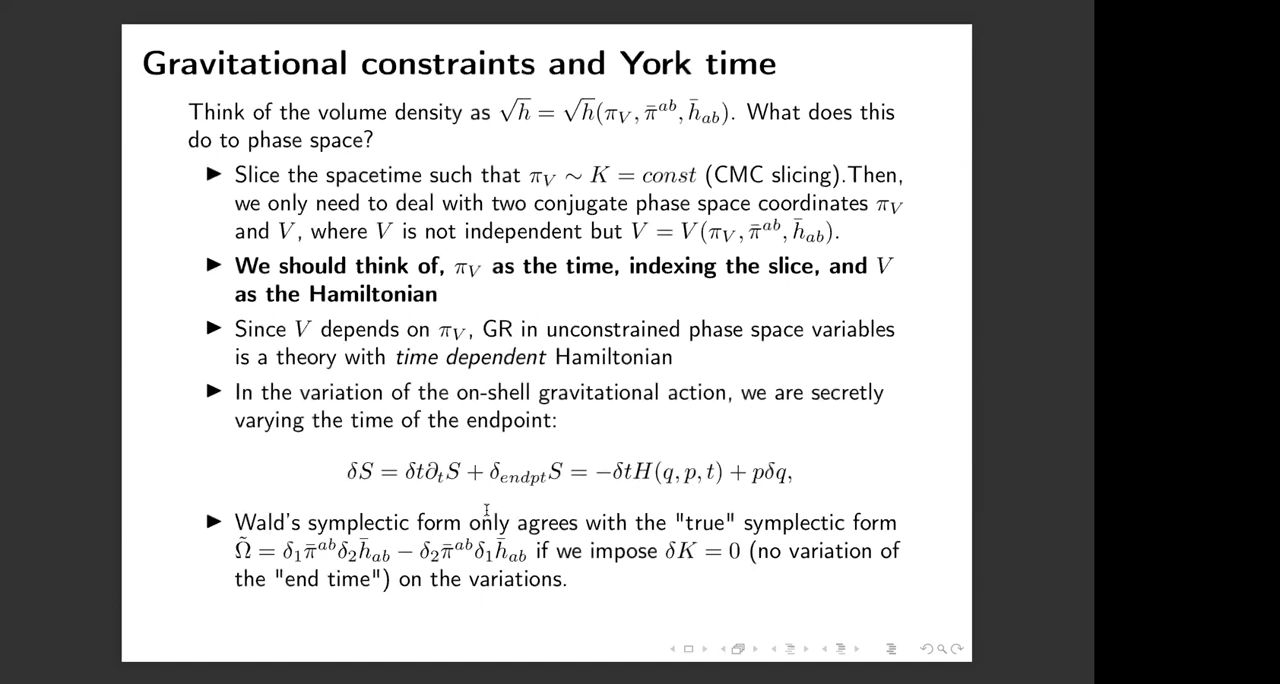 Gravitational constraints and York time
Think of the volume density as √h = √h(π_V, π̄^{ab}, h̄_{ab}). What does this
do to phase space?
▶ Slice the spacetime such that π_V ∼ K = const (CMC slicing).Then,
we only need to deal with two conjugate phase space coordinates π_V
and V, where V is not independent but V = V(π_V, π̄^{ab}, h̄_{ab}).
▶ We should think of, π_V as the time, indexing the slice, and V
as the Hamiltonian
▶ Since V depends on π_V, GR in unconstrained phase space variables
is a theory with time dependent Hamiltonian
▶ In the variation of the on-shell gravitational action, we are secretly
varying the time of the endpoint:
δS = δt∂_tS + δ_{endpt}S = −δtH(q, p, t) + pδq,
▶ Wald's symplectic form only agrees with the "true" symplectic form
Ω̃ = δ_1π̄^{ab}δ_2h̄_{ab} − δ_2π̄^{ab}δ_1h̄_{ab} if we impose δK = 0 (no variation of
the "end time") on the variations.